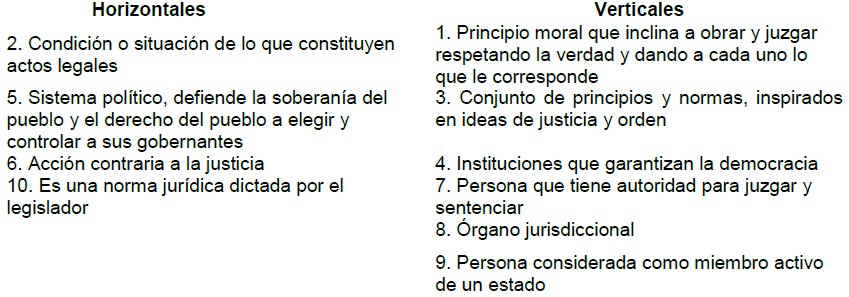 Horizontales
2. Condición o situación de lo que constituyen
actos legales
5. Sistema político, defiende la soberanía del
pueblo y el derecho del pueblo a elegir y
controlar a sus gobernantes
6. Acción contraria a la justicia
10. Es una norma jurídica dictada por el
legislador
Verticales
1. Principio moral que inclina a obrar y juzgar
respetando la verdad y dando a cada uno lo
que le corresponde
3. Conjunto de principios y normas, inspirados
en ideas de justicia y orden
4. Instituciones que garantizan la democracia
7. Persona que tiene autoridad para juzgar y
sentenciar
8. Órgano jurisdiccional
9. Persona considerada como miembro activo
de un estado